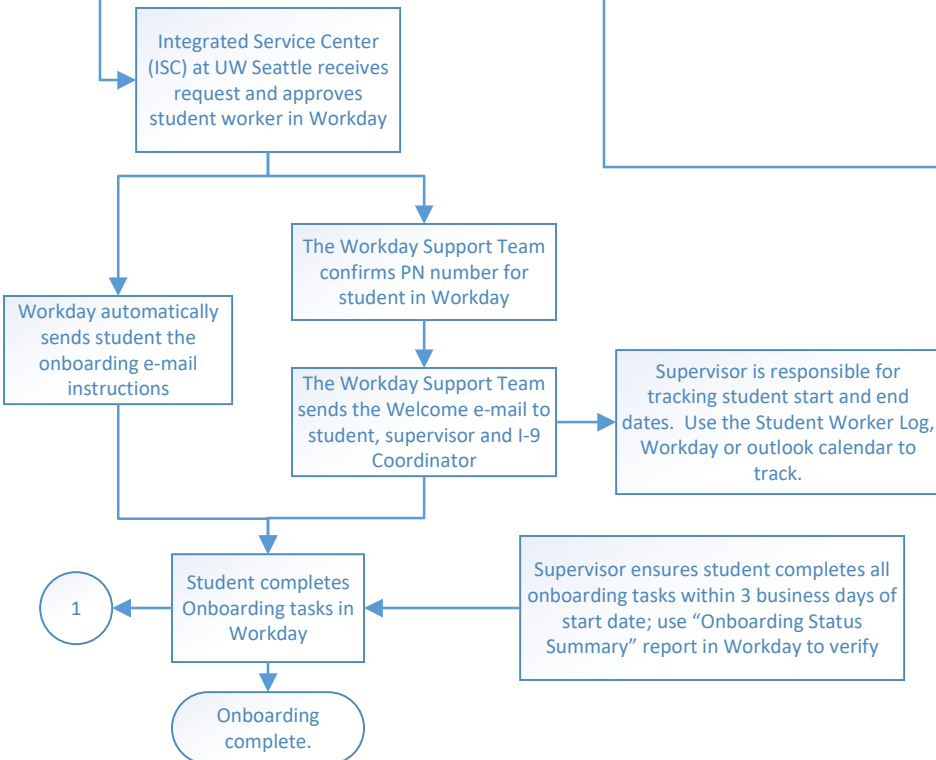 Integrated Service Center
(ISC) at UW Seattle receives
request and approves
student worker in Workday
The Workday Support Team
confirms PN number for
student in Workday
Workday automatically
sends student the
onboarding e-mail
instructions
The Workday Support Team
sends the Welcome e-mail to
student, supervisor and I-9
Coordinator
Supervisor is responsible for
tracking student start and end
dates.  Use the Student Worker Log,
Workday or outlook calendar to
track.
Student completes
Onboarding tasks in
Workday
1
Supervisor ensures student completes all
onboarding tasks within 3 business days of
start date; use “Onboarding Status
Summary” report in Workday to verify
Onboarding
complete.